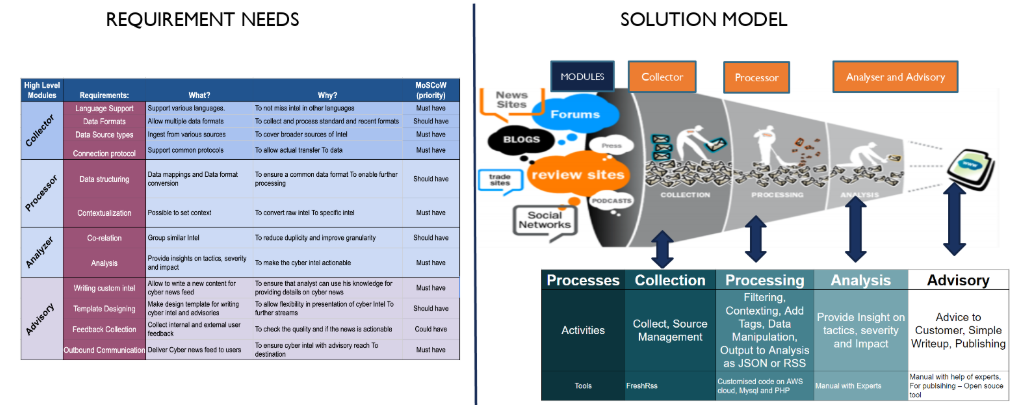 REQUIREMENT NEEDS
High Level Modules Requirements: What? Why? MoSCoW (priority)
Collector
Language Support Support various languages. To not miss intel in other languages Must have
Data Formats Allow multiple data formats To collect and process standard and recent formats Should have
Data Source types Ingest from various sources To cover broader sources of Intel Must have
Connection protocol Support common protocols To allow actual transfer To data Must have
Processor
Data structuring Data mappings and Data format conversion To ensure a common data format To enable further processing Should have
Contextualization Possible to set context To convert raw intel To specific intel Must have
Analyzer
Co-relation Group similar Intel To reduce duplicity and improve granularity Should have
Analysis Provide insights on tactics, severity and impact To make the cyber intel actionable Must have
Advisory
Writing custom intel Allow to write a new content for cyber news feed To ensure that analyst can use his knowledge for providing details on cyber news Must have
Template Designing Make design template for writing cyber intel and advisories To allow flexibility in presentation of cyber Intel To further streams Should have
Feedback Collection Collect internal and external user feedback To check the quality and if the news is actionable Could have
Outbound Communication Deliver Cyber news feed to users To ensure cyber intel with advisory reach To destination Must have
SOLUTION MODEL
MODULES Collector Processor Analyser and Advisory
News Sites
Forums
BLOGS
Press
trade sites
review sites
PODCASTS
Social Networks
COLLECTION PROCESSING ANALYSIS
Processes Collection Processing Analysis Advisory
Activities
Collect, Source Management
Filtering, Contexting, Add Tags, Data Manipulation, Output to Analysis as JSON or RSS
Provide Insight on tactics, severity and Impact
Advice to Customer, Simple Writeup, Publishing
Tools
FreshRss
Customised code on AWS cloud, Mysql and PHP
Manual with Experts
Manual with help of experts, For publsihing – Open souce tool